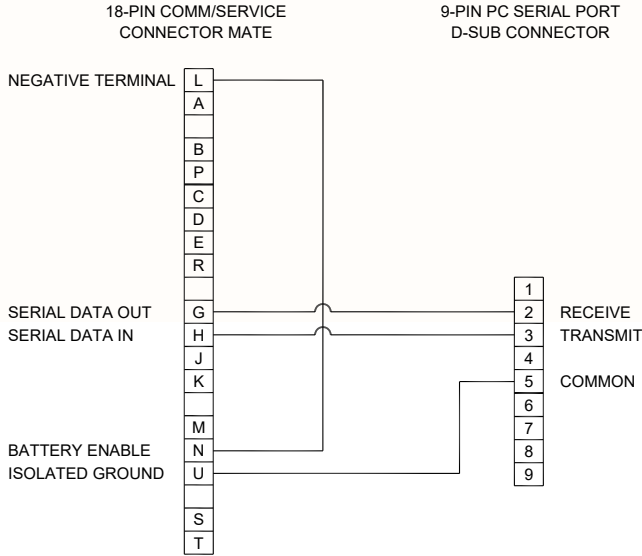 18-PIN COMM/SERVICE
CONNECTOR MATE
9-PIN PC SERIAL PORT
D-SUB CONNECTOR
NEGATIVE TERMINAL L
A
B
P
C
D
E
R
1
SERIAL DATA OUT G 2 RECEIVE
SERIAL DATA IN H 3 TRANSMIT
J 4
K 5 COMMON
6
M 7
BATTERY ENABLE N 8
ISOLATED GROUND U 9
S
T